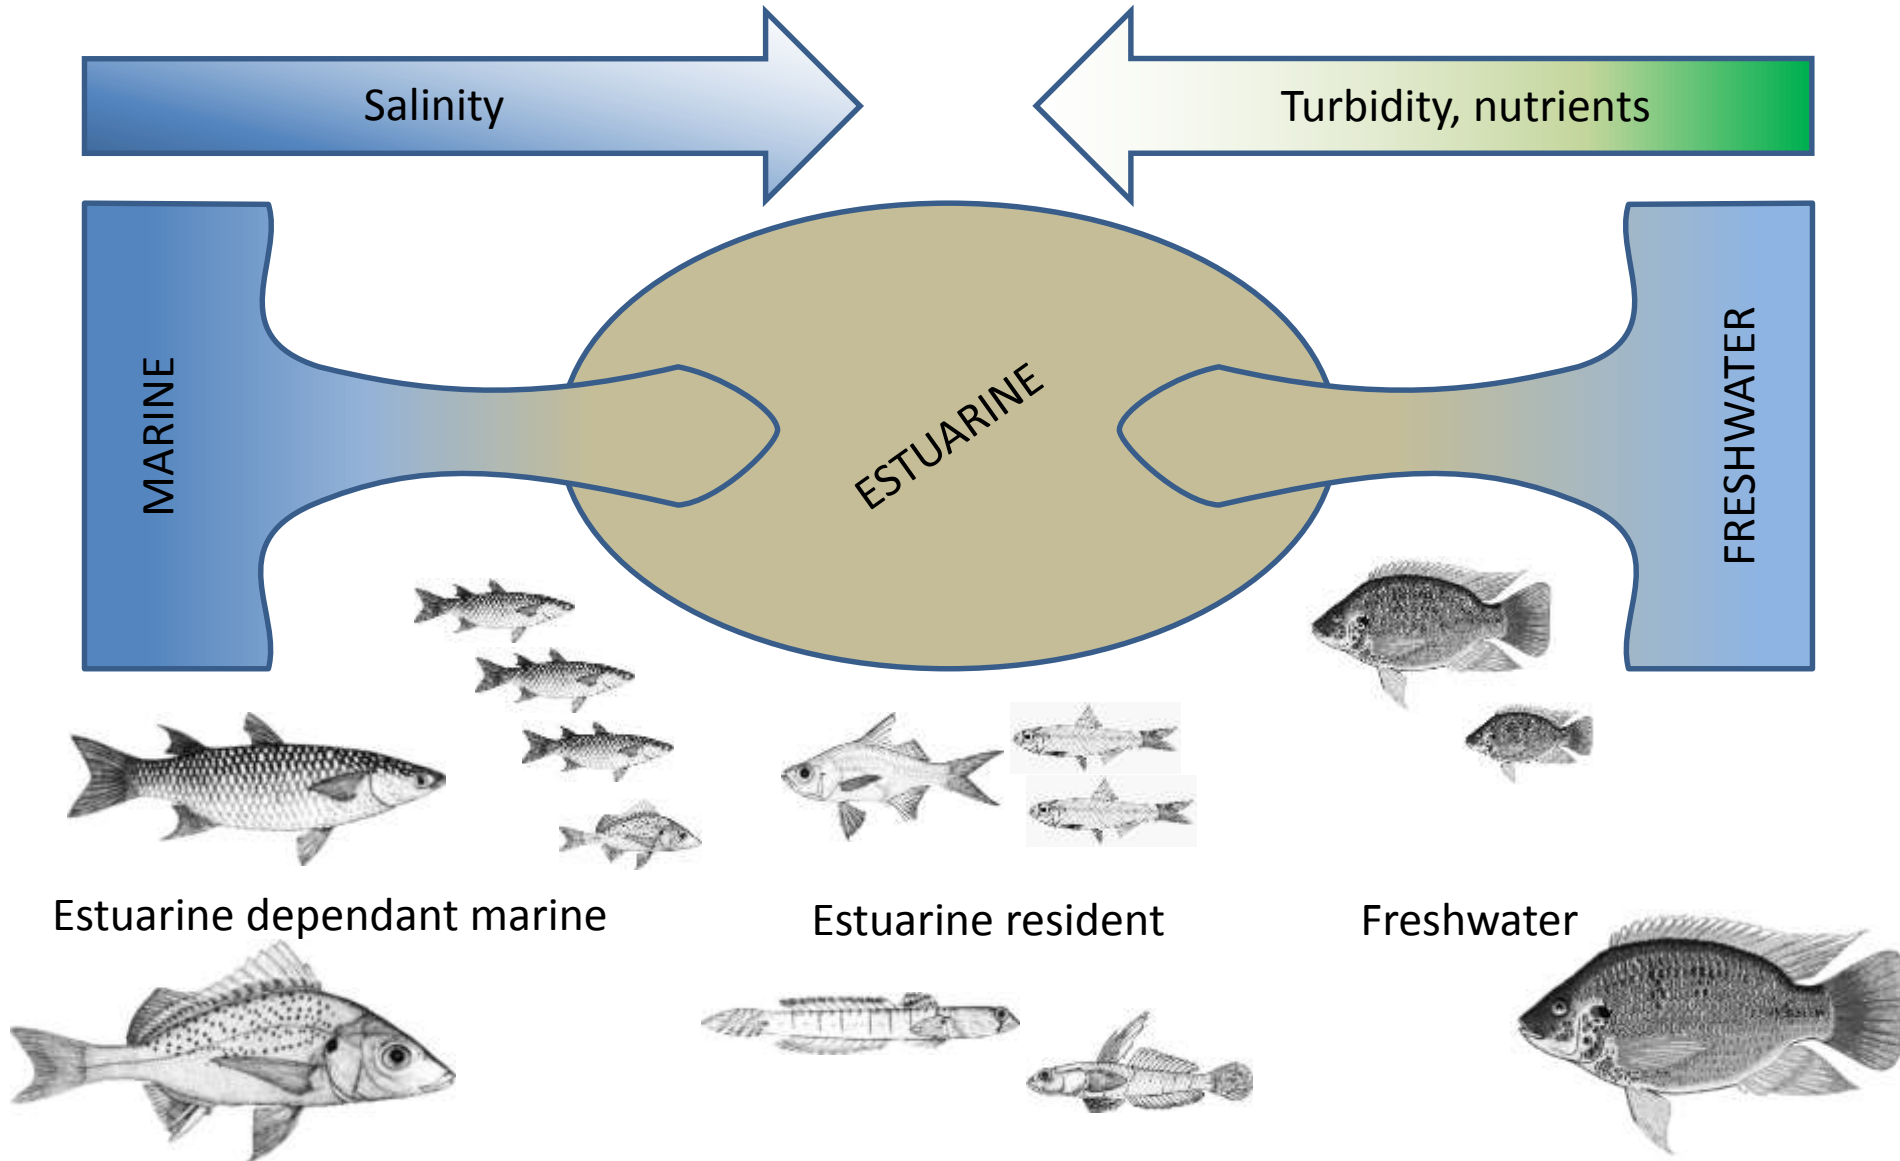 Salinity
Turbidity, nutrients
MARINE
ESTUARINE
FRESHWATER
Estuarine dependant marine
Estuarine resident
Freshwater